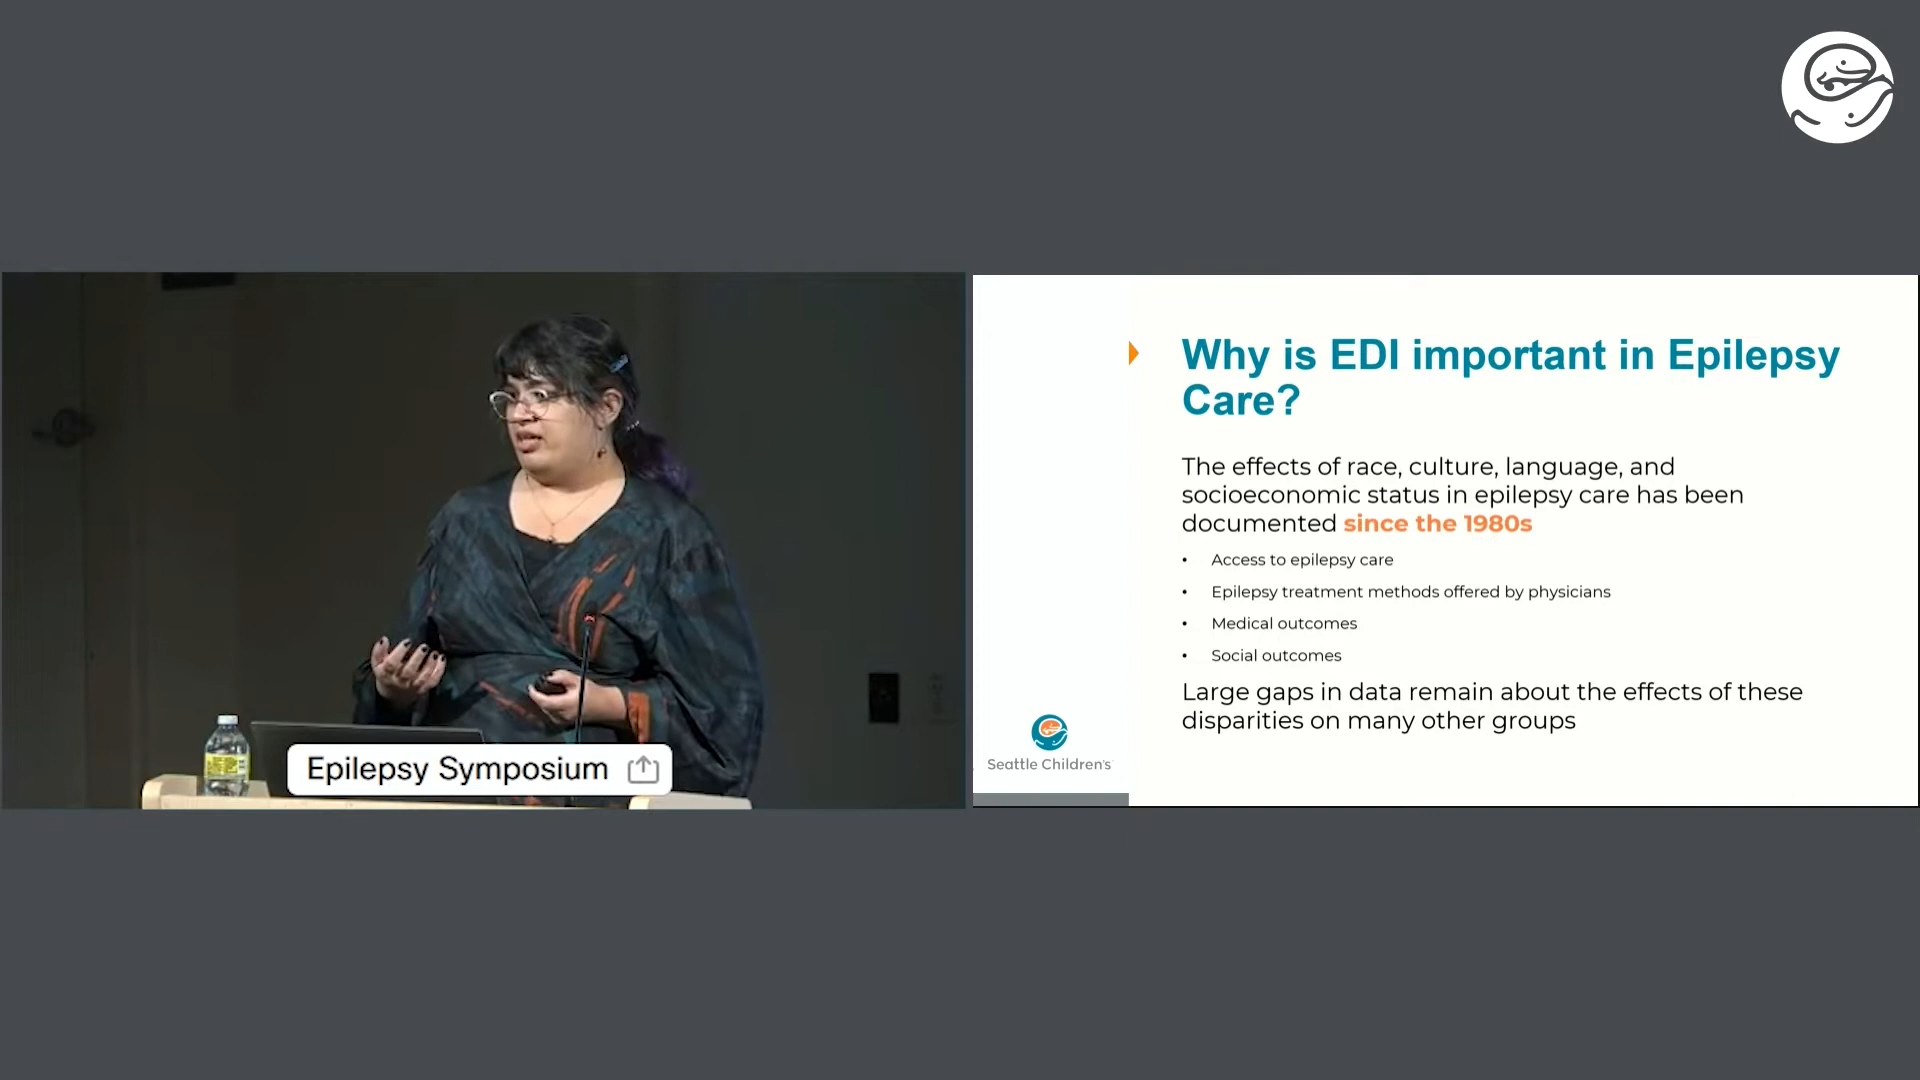 Why is EDI important in Epilepsy
Care?
The effects of race, culture, language, and
socioeconomic status in epilepsy care has been
documented since the 1980s
• Access to epilepsy care
• Epilepsy treatment methods offered by physicians
• Medical outcomes
• Social outcomes
Large gaps in data remain about the effects of these
disparities on many other groups
Seattle Children's
Epilepsy Symposium